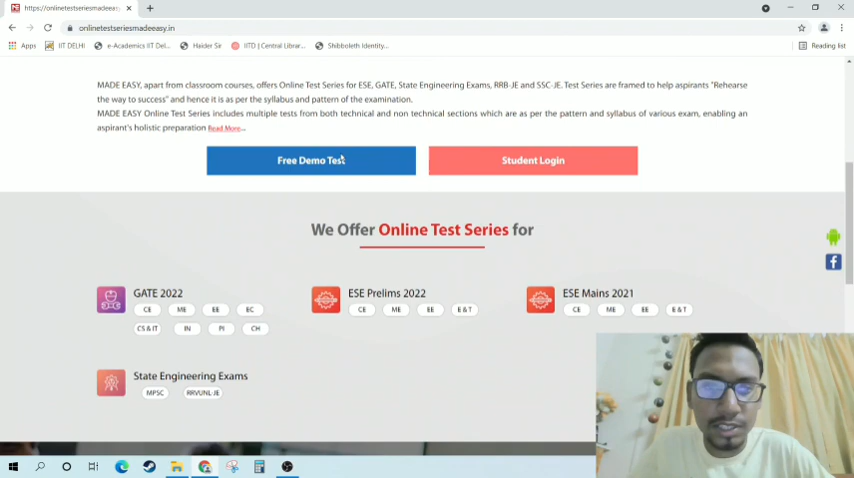 https://onlinetestseriesmadeeasy
onlinetestseriesmadeeasy.in
Apps
IIT DELHI
e-Academics IIT Del...
Haider Sir
IITD | Central Librar...
Shibboleth Identity...
Reading list
MADE EASY, apart from classroom courses, offers Online Test Series for ESE, GATE, State Engineering Exams, RRB-JE and SSC-JE. Test Series are framed to help aspirants "Rehearse
the way to success" and hence it is as per the syllabus and pattern of the examination.
MADE EASY Online Test Series includes multiple tests from both technical and non technical sections which are as per the pattern and syllabus of various exam, enabling an
aspirant's holistic preparation Read More...
Free Demo Test
Student Login
We Offer Online Test Series for
GATE 2022
CE ME EE EC
CS & IT IN PI CH
ESE Prelims 2022
CE ME EE E & T
ESE Mains 2021
CE ME EE E & T
State Engineering Exams
MPSC RRVUNL-JE